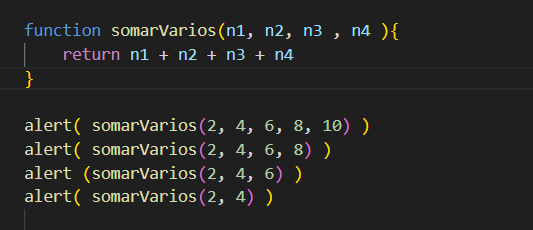 function somarVarios(n1, n2, n3 , n4 ){
return n1 + n2 + n3 + n4
}
alert( somarVarios(2, 4, 6, 8, 10) )
alert( somarVarios(2, 4, 6, 8) )
alert (somarVarios(2, 4, 6) )
alert( somarVarios(2, 4) )